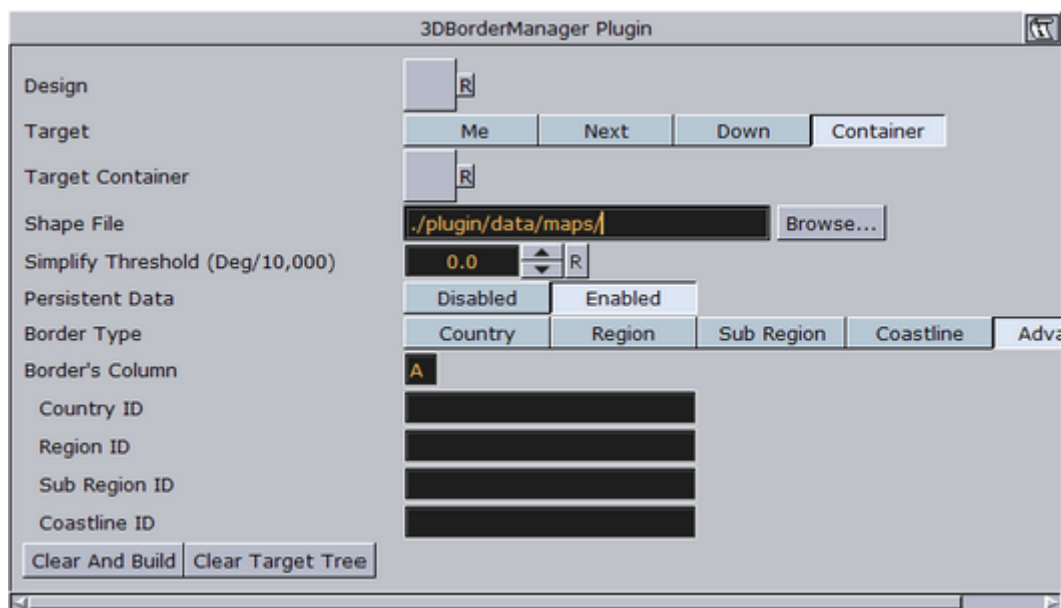 3DBorderManager Plugin
Design R
Target Me Next Down Container
Target Container R
Shape File ./plugin/data/maps/ Browse...
Simplify Threshold (Deg/10,000) 0.0 R
Persistent Data Disabled Enabled
Border Type Country Region Sub Region Coastline Adva
Border's Column A
Country ID
Region ID
Sub Region ID
Coastline ID
Clear And Build Clear Target Tree